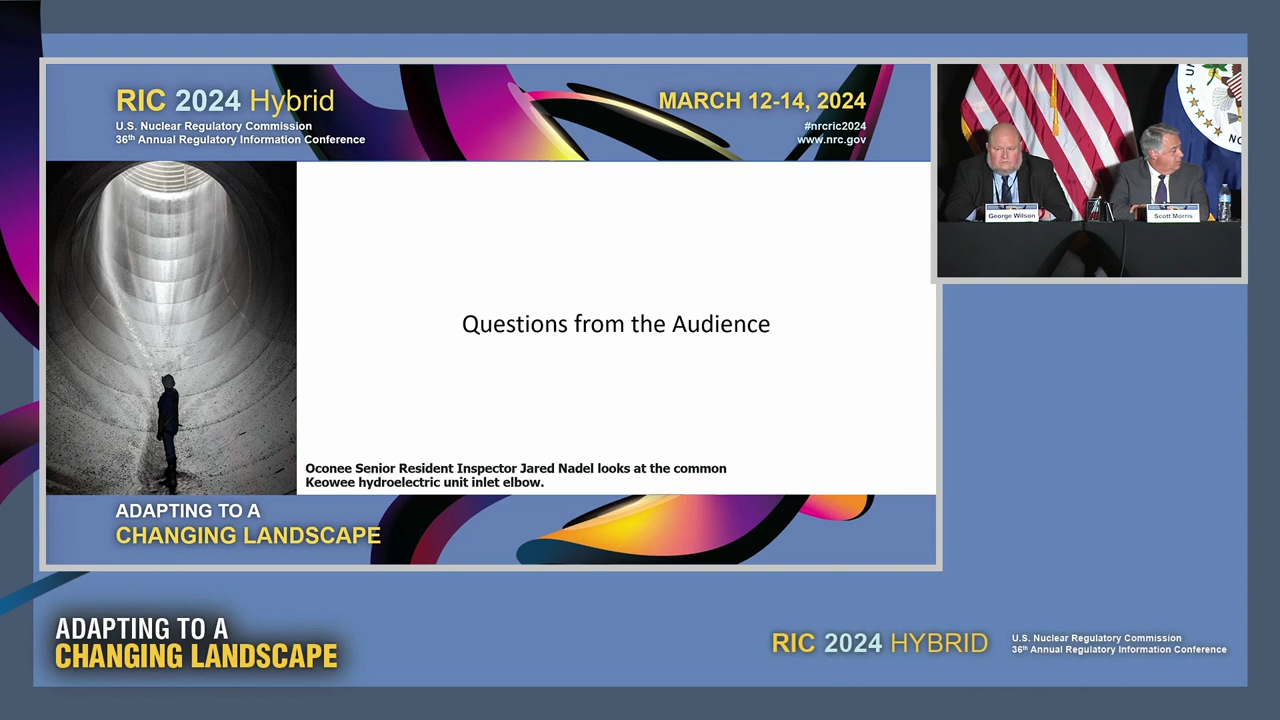 RIC 2024 Hybrid
U.S. Nuclear Regulatory Commission
36th Annual Regulatory Information Conference
MARCH 12-14, 2024
#nrcric2024
www.nrc.gov
George Wilson
Scott Morris
Questions from the Audience
Oconee Senior Resident Inspector Jared Nadel looks at the common
Keowee hydroelectric unit inlet elbow.
ADAPTING TO A
CHANGING LANDSCAPE
ADAPTING TO A
CHANGING LANDSCAPE
RIC 2024 HYBRID
U.S. Nuclear Regulatory Commission
36th Annual Regulatory Information Conference